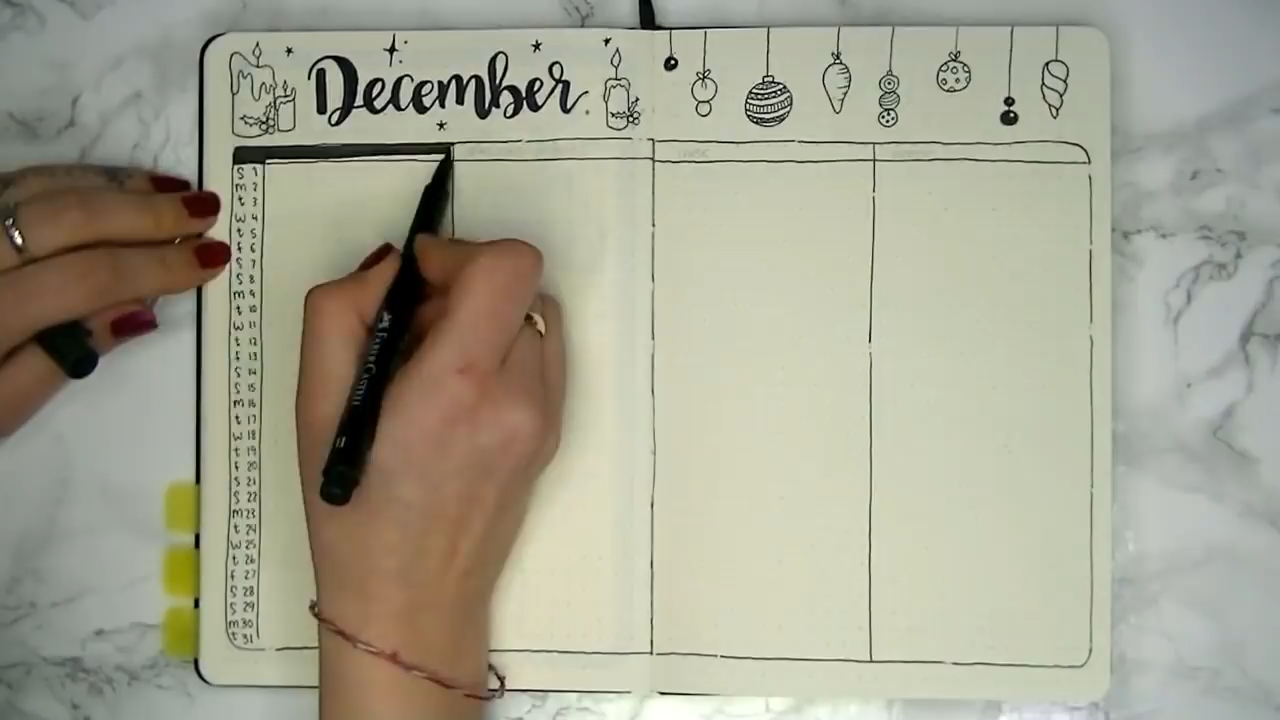 December
S 1
m 2
t 3
w 4
t 5
f 6
S 7
S 8
m 9
t 10
w 11
t 12
f 13
S 14
S 15
m 16
t 17
w 18
t 19
f 20
S 21
S 22
m 23
t 24
w 25
t 26
f 27
S 28
S 29
m 30
t 31
FABER-CASTELL